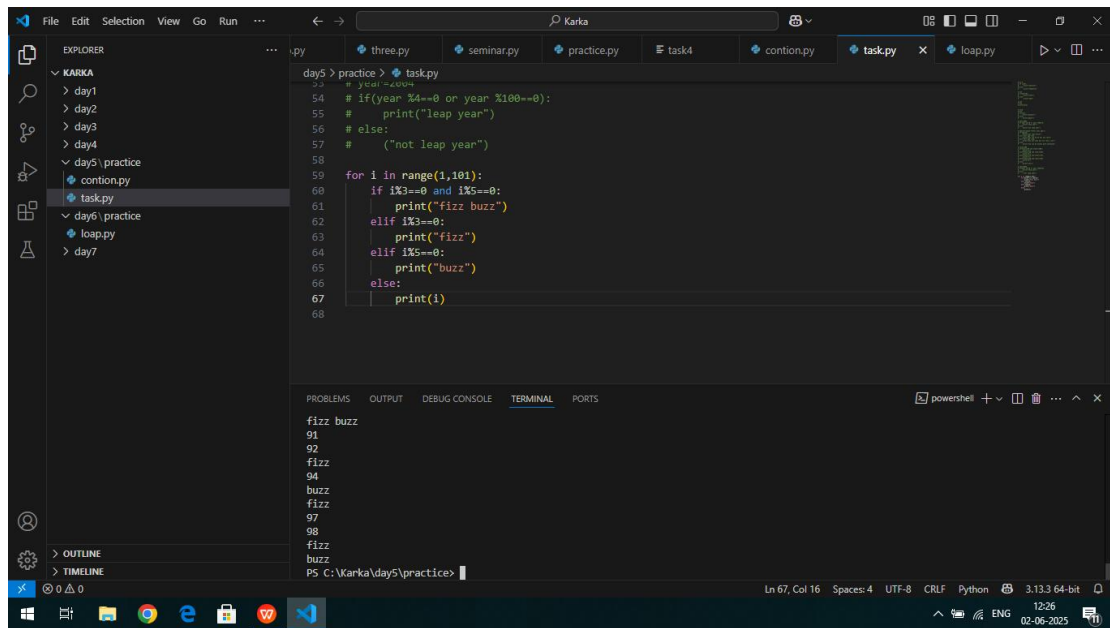 File Edit Selection View Go Run ··· Karka
EXPLORER ···
KARKA
day1
day2
day3
day4
day5\practice
contion.py
task.py
day6\practice
loap.py
day7
OUTLINE
TIMELINE
.py three.py seminar.py practice.py task4 contion.py task.py loap.py
day5 > practice > task.py
53 # year=2004
54 # if(year %4==0 or year %100==0):
55 #     print("leap year")
56 # else:
57 #     ("not leap year")
58
59 for i in range(1,101):
60     if i%3==0 and i%5==0:
61         print("fizz buzz")
62     elif i%3==0:
63         print("fizz")
64     elif i%5==0:
65         print("buzz")
66     else:
67         print(i)
68
PROBLEMS OUTPUT DEBUG CONSOLE TERMINAL PORTS powershell
fizz buzz
91
92
fizz
94
buzz
fizz
97
98
fizz
buzz
PS C:\Karka\day5\practice>
0 0 Ln 67, Col 16 Spaces: 4 UTF-8 CRLF Python 3.13.3 64-bit
ENG 12:26
02-06-2025
11